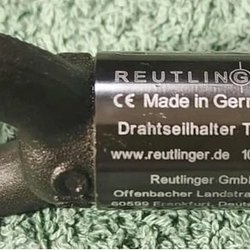 REUTLING
CE Made in Germ
Drahtseilhalter T
www.reutlinger.de 10
Reutlinger GmbH
Offenbacher Landstra
60599 Frankfurt, Deuts